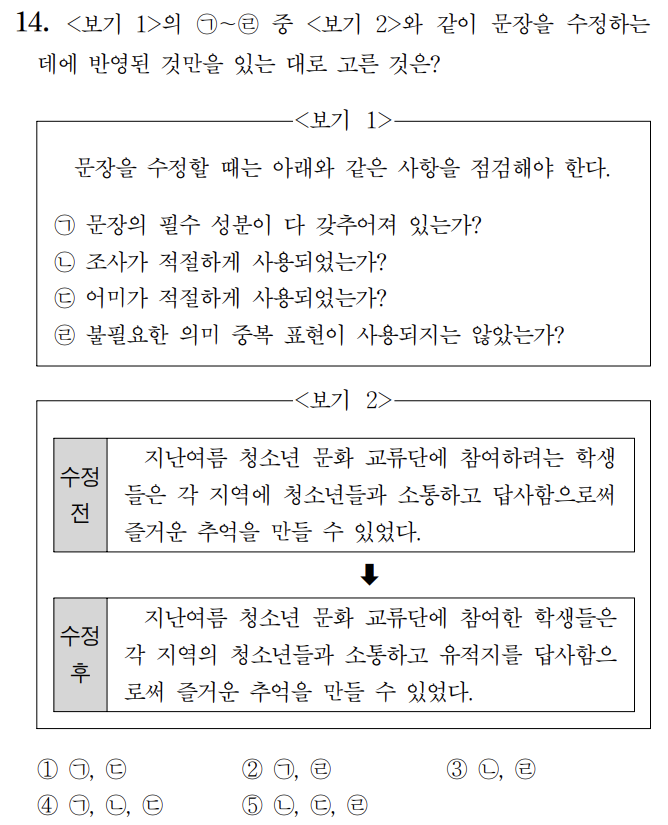 14. <보기 1>의 ㉠~㉣ 중 <보기 2>와 같이 문장을 수정하는
데에 반영된 것만을 있는 대로 고른 것은?
<보기 1>
문장을 수정할 때는 아래와 같은 사항을 점검해야 한다.
㉠ 문장의 필수 성분이 다 갖추어져 있는가?
㉡ 조사가 적절하게 사용되었는가?
㉢ 어미가 적절하게 사용되었는가?
㉣ 불필요한 의미 중복 표현이 사용되지는 않았는가?
<보기 2>
수정
전
지난여름 청소년 문화 교류단에 참여하려는 학생
들은 각 지역에 청소년들과 소통하고 답사함으로써
즐거운 추억을 만들 수 있었다.
수정
후
지난여름 청소년 문화 교류단에 참여한 학생들은
각 지역의 청소년들과 소통하고 유적지를 답사함으
로써 즐거운 추억을 만들 수 있었다.
① ㉠, ㉢ ② ㉠, ㉣ ③ ㉡, ㉣
④ ㉠, ㉡, ㉢ ⑤ ㉡, ㉢, ㉣